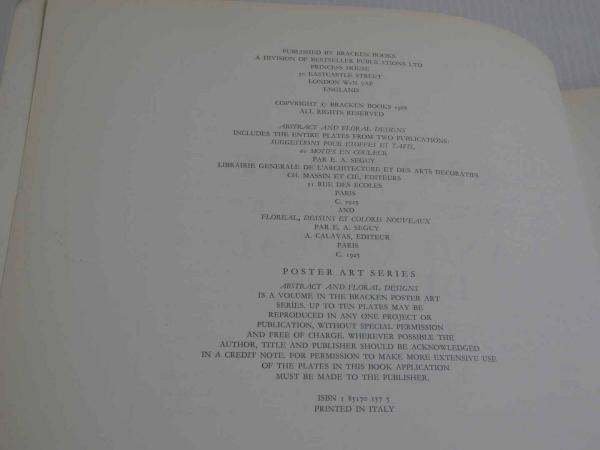 PUBLISHED BY BRACKEN BOOKS
A DIVISION OF BESTSELLER PUBLICATIONS LTD
PRINCESS HOUSE
50 EASTCASTLE STREET
LONDON W1N 7AP
ENGLAND
COPYRIGHT © BRACKEN BOOKS 1988
ALL RIGHTS RESERVED
ABSTRACT AND FLORAL DESIGNS
INCLUDES THE ENTIRE PLATES FROM TWO PUBLICATIONS:
SUGGESTIONS POUR ETOFFES ET TAPIS,
60 MOTIFS EN COULEUR
PAR E. A. SEGUY
LIBRAIRIE GENERALE DE L'ARCHITECTURE ET DES ARTS DECORATIFS
CH. MASSIN ET CIE, EDITEURS
51 RUE DES ECOLES
PARIS
C. 1925
AND
FLOREAL, DESSINS ET COLORIS NOUVEAUX
PAR E. A. SEGUY
A. CALAVAS, EDITEUR
PARIS
C. 1925
POSTER ART SERIES
ABSTRACT AND FLORAL DESIGNS
IS A VOLUME IN THE BRACKEN POSTER ART
SERIES. UP TO TEN PLATES MAY BE
REPRODUCED IN ANY ONE PROJECT OR
PUBLICATION, WITHOUT SPECIAL PERMISSION
AND FREE OF CHARGE. WHEREVER POSSIBLE THE
AUTHOR, TITLE AND PUBLISHER SHOULD BE ACKNOWLEDGED
IN A CREDIT NOTE. FOR PERMISSION TO MAKE MORE EXTENSIVE USE
OF THE PLATES IN THIS BOOK APPLICATION
MUST BE MADE TO THE PUBLISHER.
ISBN 1 85170 157 5
PRINTED IN ITALY